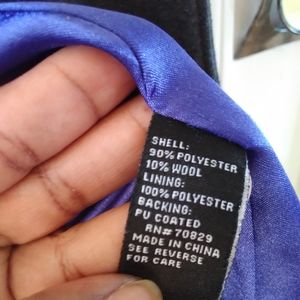 SHELL:
90% POLYESTER
10% WOOL
LINING:
100% POLYESTER
BACKING:
PU COATED
RN# 70829
MADE IN CHINA
SEE REVERSE
FOR CARE